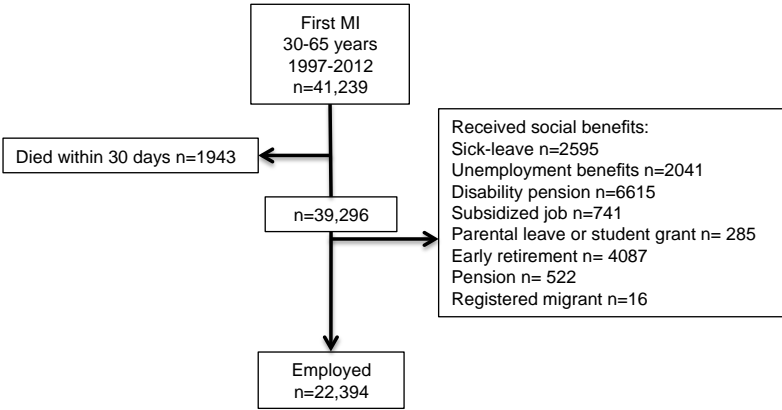 First MI
30-65 years
1997-2012
n=41,239
Died within 30 days n=1943
n=39,296
Received social benefits:
Sick-leave n=2595
Unemployment benefits n=2041
Disability pension n=6615
Subsidized job n=741
Parental leave or student grant n= 285
Early retirement n= 4087
Pension n= 522
Registered migrant n=16
Employed
n=22,394